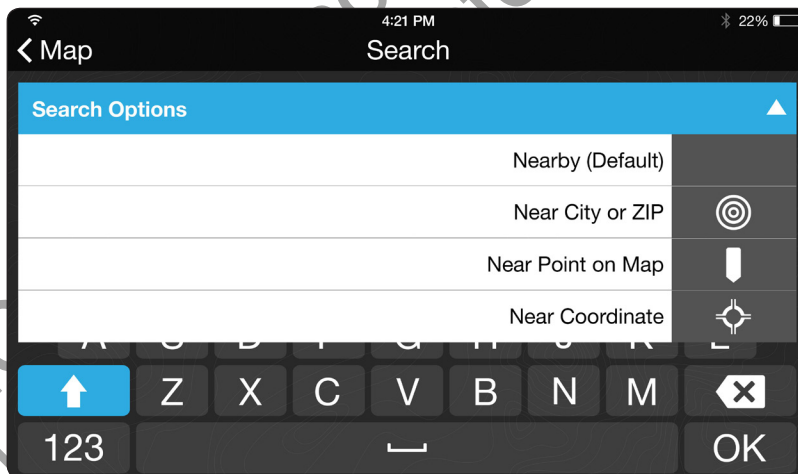 4:21 PM 22%
Map Search
Search Options
Nearby (Default)
Near City or ZIP
Near Point on Map
Near Coordinate
A S D F G H J K L
Z X C V B N M
123 OK